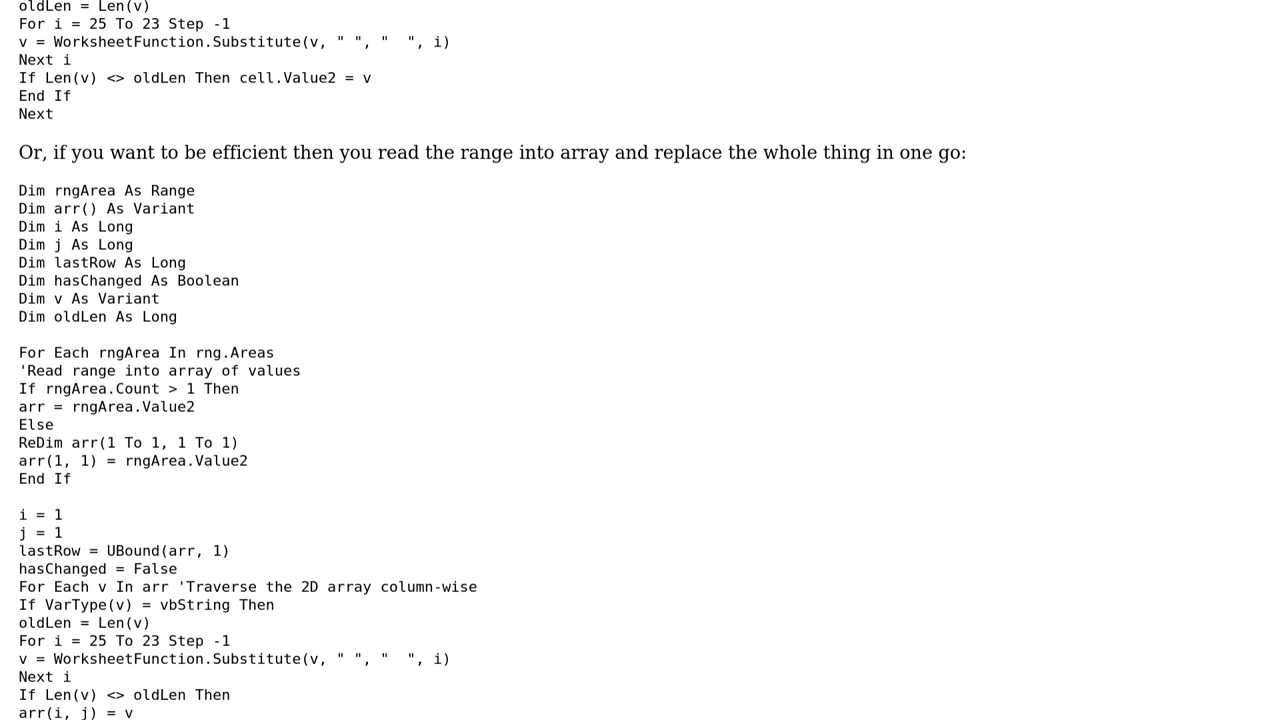 oldLen = Len(v)
For i = 25 To 23 Step -1
v = WorksheetFunction.Substitute(v, " ", "  ", i)
Next i
If Len(v) <> oldLen Then cell.Value2 = v
End If
Next
Or, if you want to be efficient then you read the range into array and replace the whole thing in one go:
Dim rngArea As Range
Dim arr() As Variant
Dim i As Long
Dim j As Long
Dim lastRow As Long
Dim hasChanged As Boolean
Dim v As Variant
Dim oldLen As Long
For Each rngArea In rng.Areas
'Read range into array of values
If rngArea.Count > 1 Then
arr = rngArea.Value2
Else
ReDim arr(1 To 1, 1 To 1)
arr(1, 1) = rngArea.Value2
End If
i = 1
j = 1
lastRow = UBound(arr, 1)
hasChanged = False
For Each v In arr 'Traverse the 2D array column-wise
If VarType(v) = vbString Then
oldLen = Len(v)
For i = 25 To 23 Step -1
v = WorksheetFunction.Substitute(v, " ", "  ", i)
Next i
If Len(v) <> oldLen Then
arr(i, j) = v